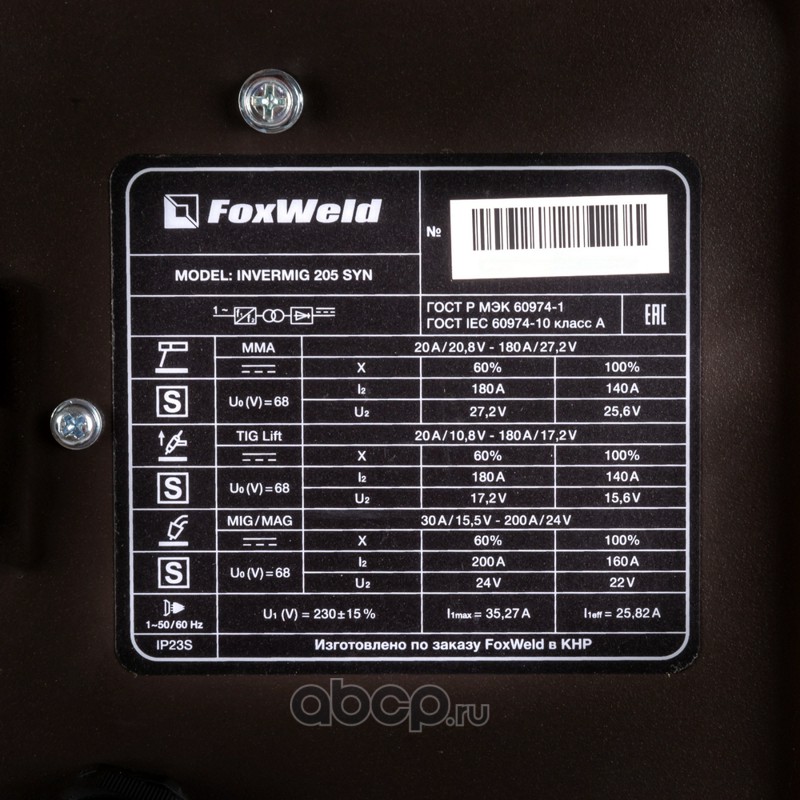 FoxWeld
№
MODEL: INVERMIG 205 SYN
1~
ГОСТ Р МЭК 60974-1
ГОСТ IEC 60974-10 класс А
EAC
MMA
20A/20,8V - 180A/27,2V
X
60%
100%
S
U₀(V)=68
I₂
180A
140A
U₂
27,2V
25,6V
TIG Lift
20A/10,8V - 180A/17,2V
X
60%
100%
S
U₀(V)=68
I₂
180A
140A
U₂
17,2V
15,6V
MIG/MAG
30A/15,5V - 200A/24V
X
60%
100%
S
U₀(V)=68
I₂
200A
160A
U₂
24V
22V
1~50/60 Hz
U₁ (V) = 230±15%
I₁max = 35,27A
I₁eff = 25,82A
IP23S
Изготовлено по заказу FoxWeld в КНР
abcp.ru